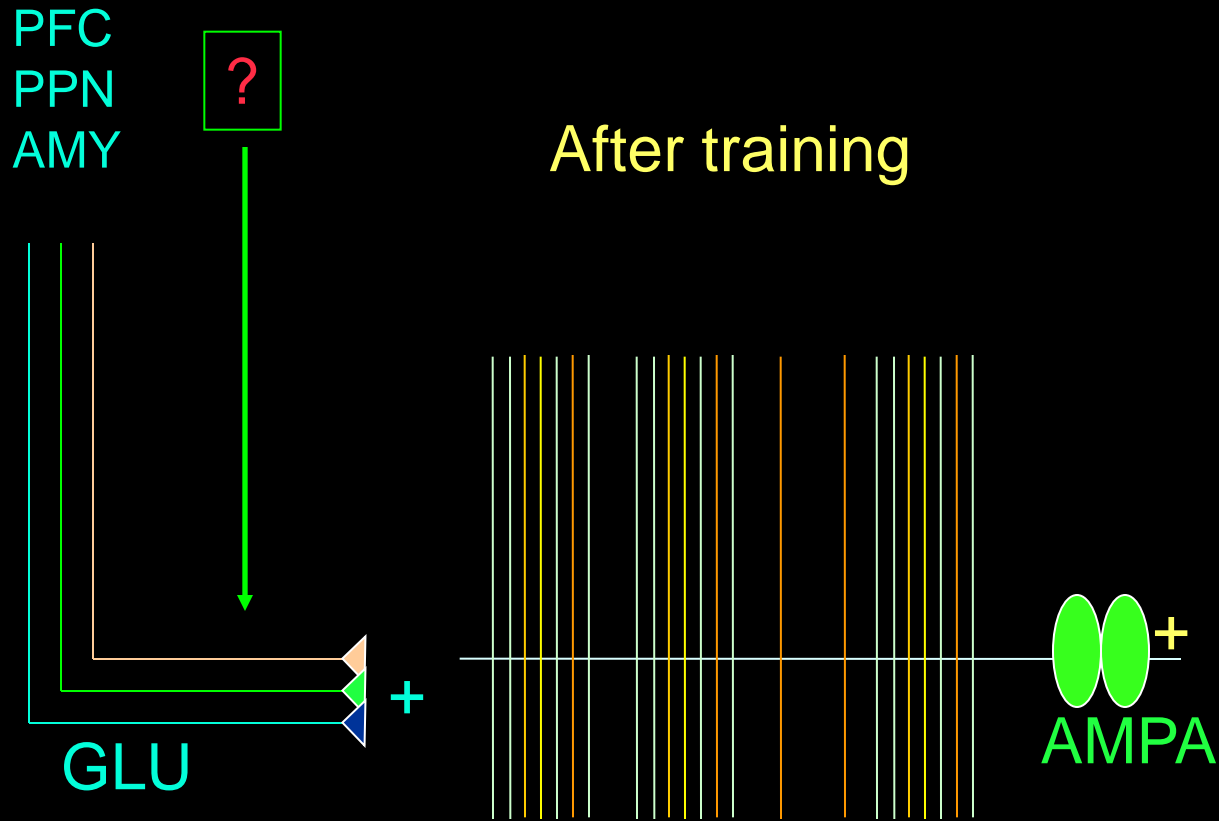 PFC
PPN
AMY
?
After training
+
+
GLU
AMPA